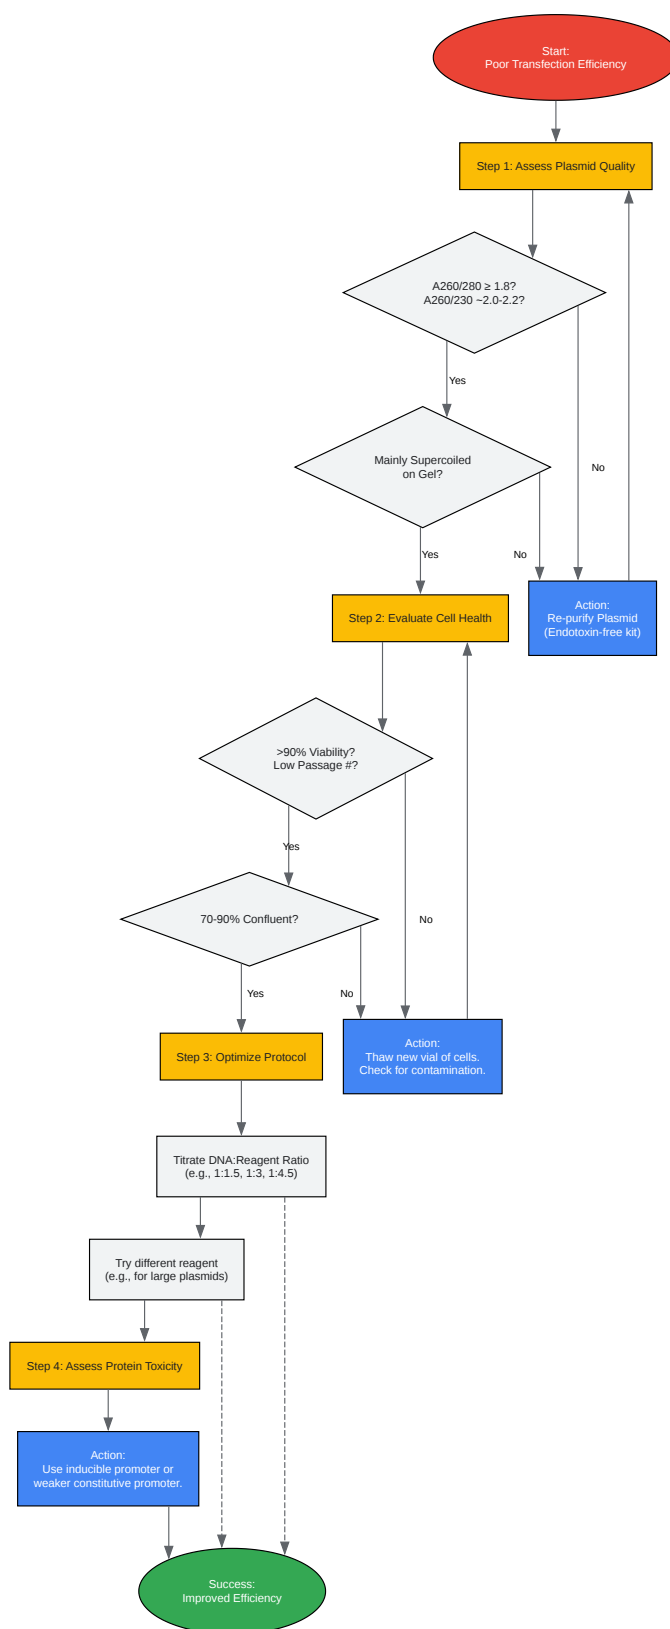 Start:
Poor Transfection Efficiency
Step 1: Assess Plasmid Quality
A260/280 ≥ 1.8?
A260/230 ~2.0-2.2?
Yes
No
Mainly Supercoiled
on Gel?
Yes
No
Action:
Re-purify Plasmid
(Endotoxin-free kit)
Step 2: Evaluate Cell Health
>90% Viability?
Low Passage #?
Yes
No
70-90% Confluent?
Yes
No
Action:
Thaw new vial of cells.
Check for contamination.
Step 3: Optimize Protocol
Titrate DNA:Reagent Ratio
(e.g., 1:1.5, 1:3, 1:4.5)
Try different reagent
(e.g., for large plasmids)
Step 4: Assess Protein Toxicity
Action:
Use inducible promoter or
weaker constitutive promoter.
Success:
Improved Efficiency